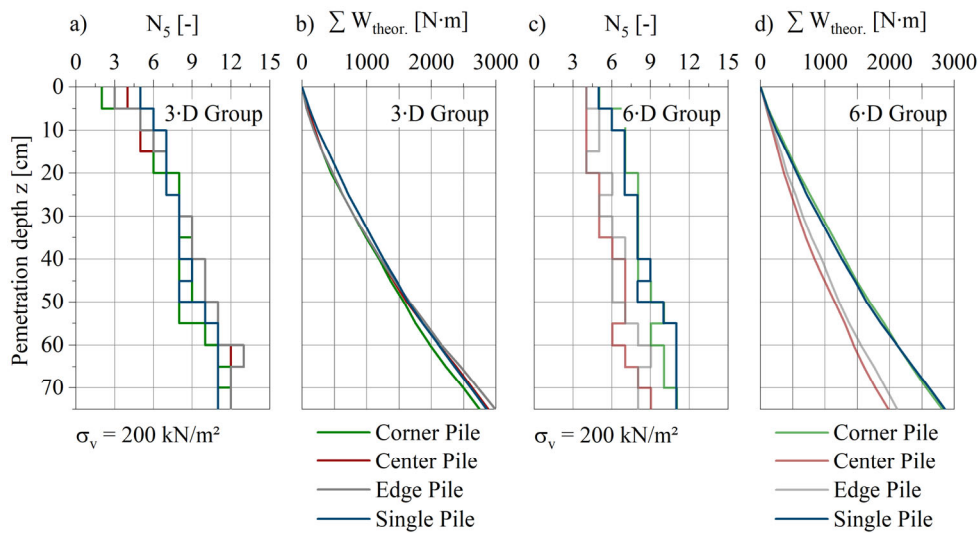 a) N₅ [-] b) ∑ W_theor. [N·m] c) N₅ [-] d) ∑ W_theor. [N·m]
0 3 6 9 12 15 0 1000 2000 3000 0 3 6 9 12 15 0 1000 2000 3000
3·D Group 3·D Group 6·D Group 6·D Group
Pemetration depth z [cm]
0
10
20
30
40
50
60
70
σᵥ = 200 kN/m² σᵥ = 200 kN/m²
Corner Pile Corner Pile
Center Pile Center Pile
Edge Pile Edge Pile
Single Pile Single Pile